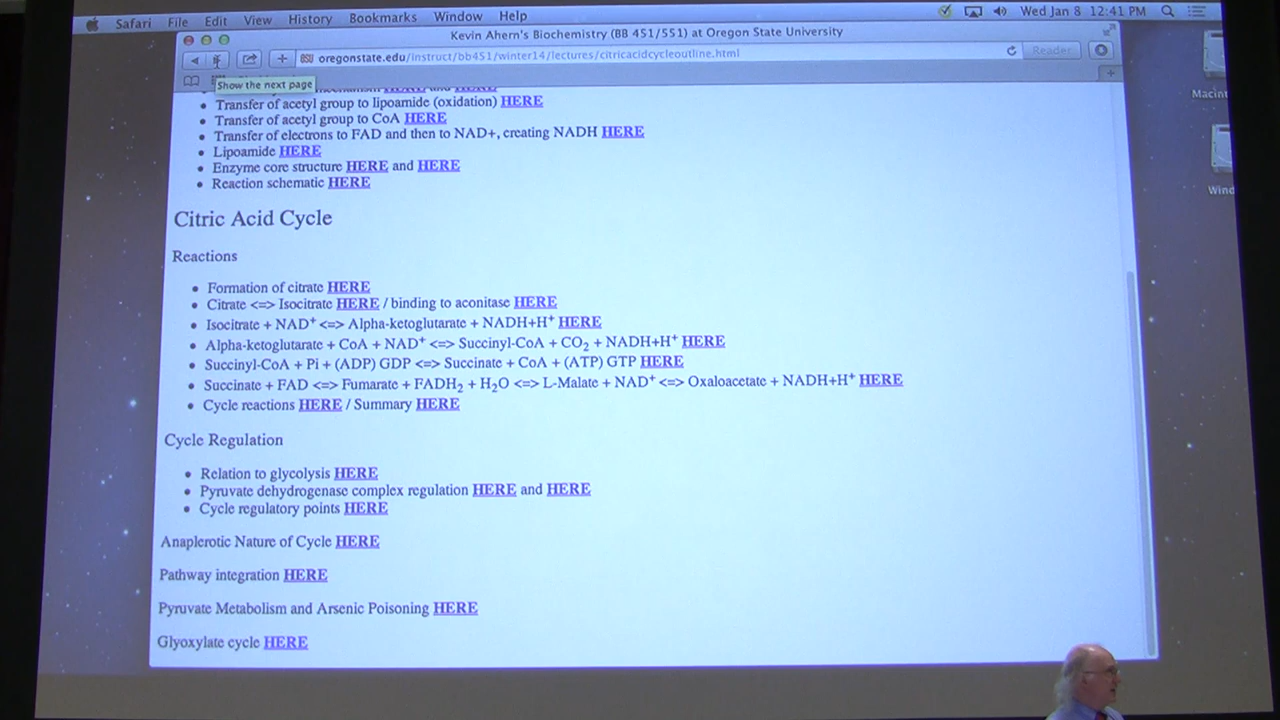 Safari File Edit View History Bookmarks Window Help Wed Jan 8 12:41 PM
Kevin Ahern's Biochemistry (BB 451/551) at Oregon State University
OSU oregonstate.edu/instruct/bb451/winter14/lectures/citricacidcycleoutline.html Reader
Show the next page
HERE and HERE
• Transfer of acetyl group to lipoamide (oxidation) HERE
• Transfer of acetyl group to CoA HERE
• Transfer of electrons to FAD and then to NAD+, creating NADH HERE
• Lipoamide HERE
• Enzyme core structure HERE and HERE
• Reaction schematic HERE
Citric Acid Cycle
Reactions
• Formation of citrate HERE
• Citrate <=> Isocitrate HERE / binding to aconitase HERE
• Isocitrate + NAD⁺ <=> Alpha-ketoglutarate + NADH+H⁺ HERE
• Alpha-ketoglutarate + CoA + NAD⁺ <=> Succinyl-CoA + CO₂ + NADH+H⁺ HERE
• Succinyl-CoA + Pi + (ADP) GDP <=> Succinate + CoA + (ATP) GTP HERE
• Succinate + FAD <=> Fumarate + FADH₂ + H₂O <=> L-Malate + NAD⁺ <=> Oxaloacetate + NADH+H⁺ HERE
• Cycle reactions HERE / Summary HERE
Cycle Regulation
• Relation to glycolysis HERE
• Pyruvate dehydrogenase complex regulation HERE and HERE
• Cycle regulatory points HERE
Anaplerotic Nature of Cycle HERE
Pathway integration HERE
Pyruvate Metabolism and Arsenic Poisoning HERE
Glyoxylate cycle HERE
Macint
Wind